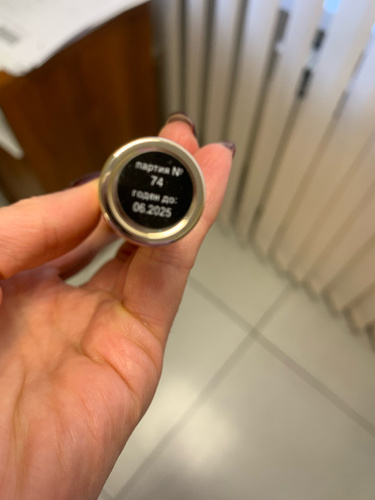 партия №
74
годен до:
06.2025